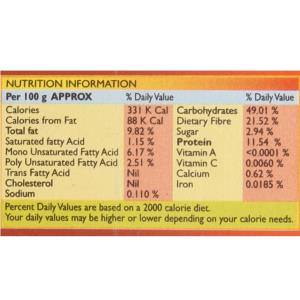 NUTRITION INFORMATION
Per 100 g APPROX % Daily Value % Daily Value
Calories 331 K Cal Carbohydrates 49.01 %
Calories from Fat 88 K Cal Dietary Fibre 21.52 %
Total fat 9.82 % Sugar 2.94 %
Saturated fatty Acid 1.15 % Protein 11.54 %
Mono Unsaturated Fatty Acid 6.17 % Vitamin A <0.0001 %
Poly Unsaturated Fatty Acid 2.51 % Vitamin C 0.0060 %
Trans Fatty Acid Nil Calcium 0.62 %
Cholesterol Nil Iron 0.0185 %
Sodium 0.110 %
Percent Daily Values are based on a 2000 calorie diet.
Your daily values may be higher or lower depending on your calorie needs.